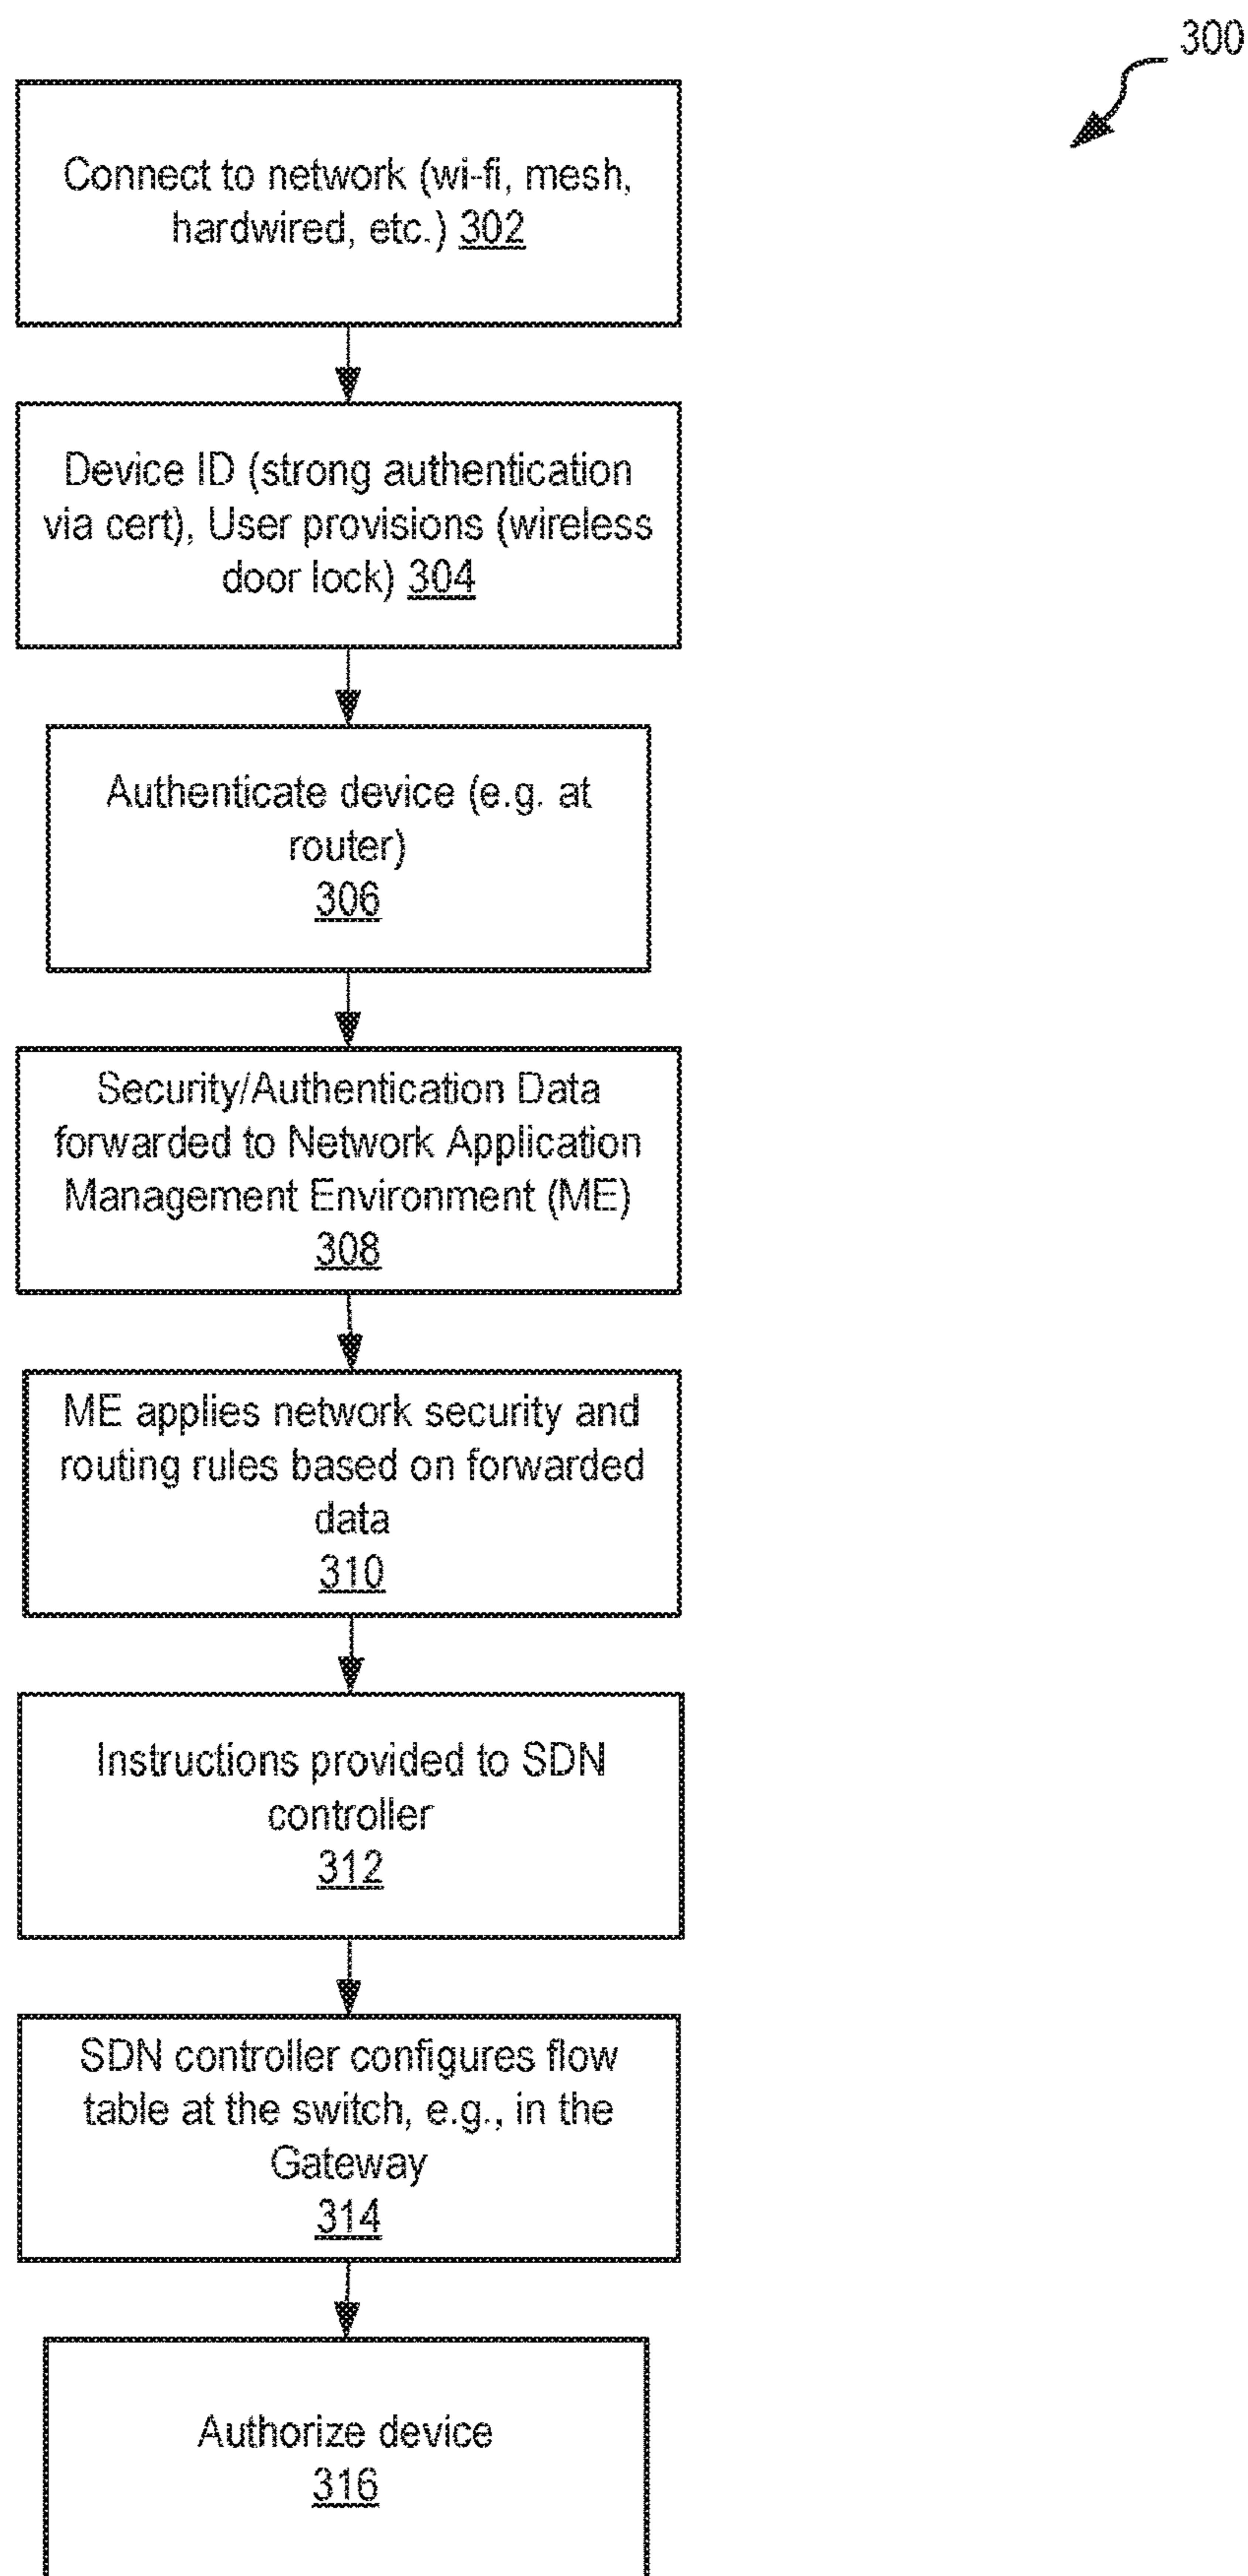 300
Connect to network (wi-fi, mesh,
hardwired, etc.) 302
Device ID (strong authentication
via cert), User provisions (wireless
door lock) 304
Authenticate device (e.g. at
router)
306
Security/Authentication Data
forwarded to Network Application
Management Environment (ME)
308
ME applies network security and
routing rules based on forwarded
data
310
Instructions provided to SDN
controller
312
SDN controller configures flow
table at the switch, e.g., in the
Gateway
314
Authorize device
316